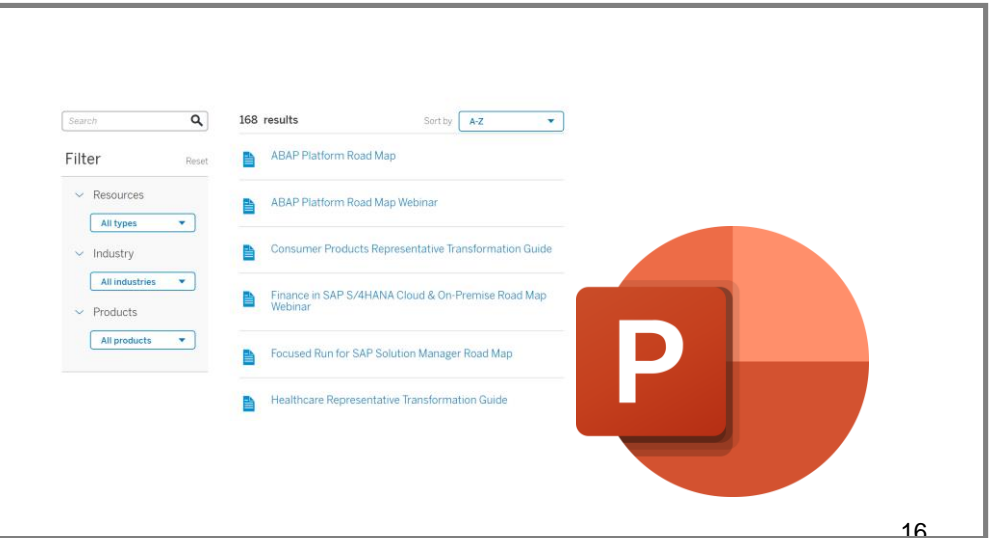 Search
Filter
Reset
Resources
All types
Industry
All industries
Products
All products
168 results
Sort by
A-Z
ABAP Platform Road Map
ABAP Platform Road Map Webinar
Consumer Products Representative Transformation Guide
Finance in SAP S/4HANA Cloud & On-Premise Road Map
Webinar
Focused Run for SAP Solution Manager Road Map
Healthcare Representative Transformation Guide
P
16